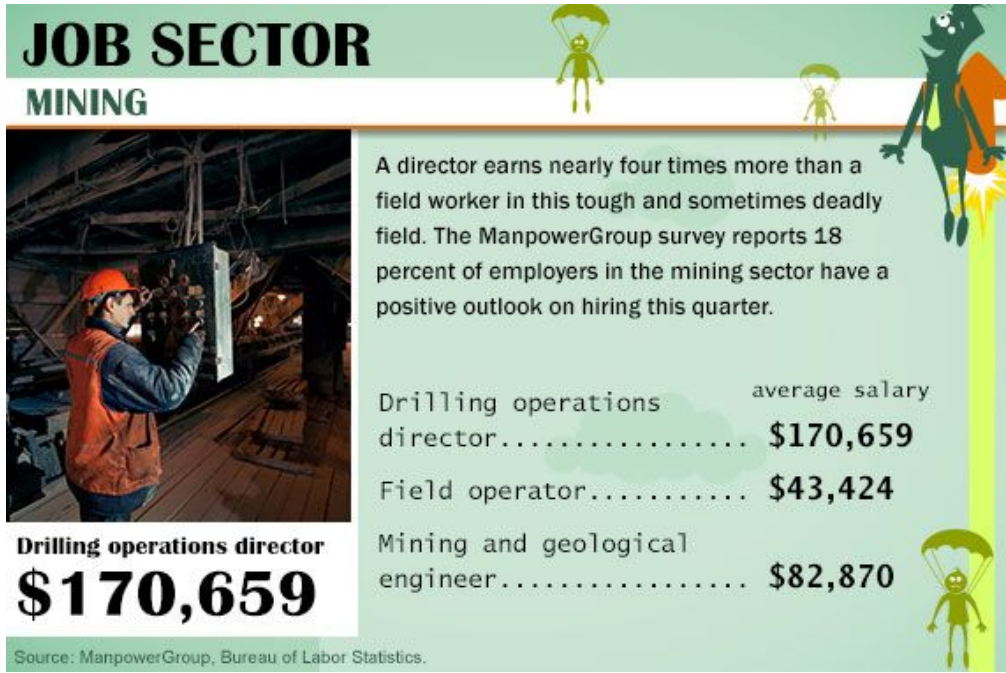 JOB SECTOR
MINING
A director earns nearly four times more than a
field worker in this tough and sometimes deadly
field. The ManpowerGroup survey reports 18
percent of employers in the mining sector have a
positive outlook on hiring this quarter.
average salary
Drilling operations
director.................. $170,659
Field operator........... $43,424
Mining and geological
engineer.................. $82,870
Drilling operations director
$170,659
Source: ManpowerGroup, Bureau of Labor Statistics.